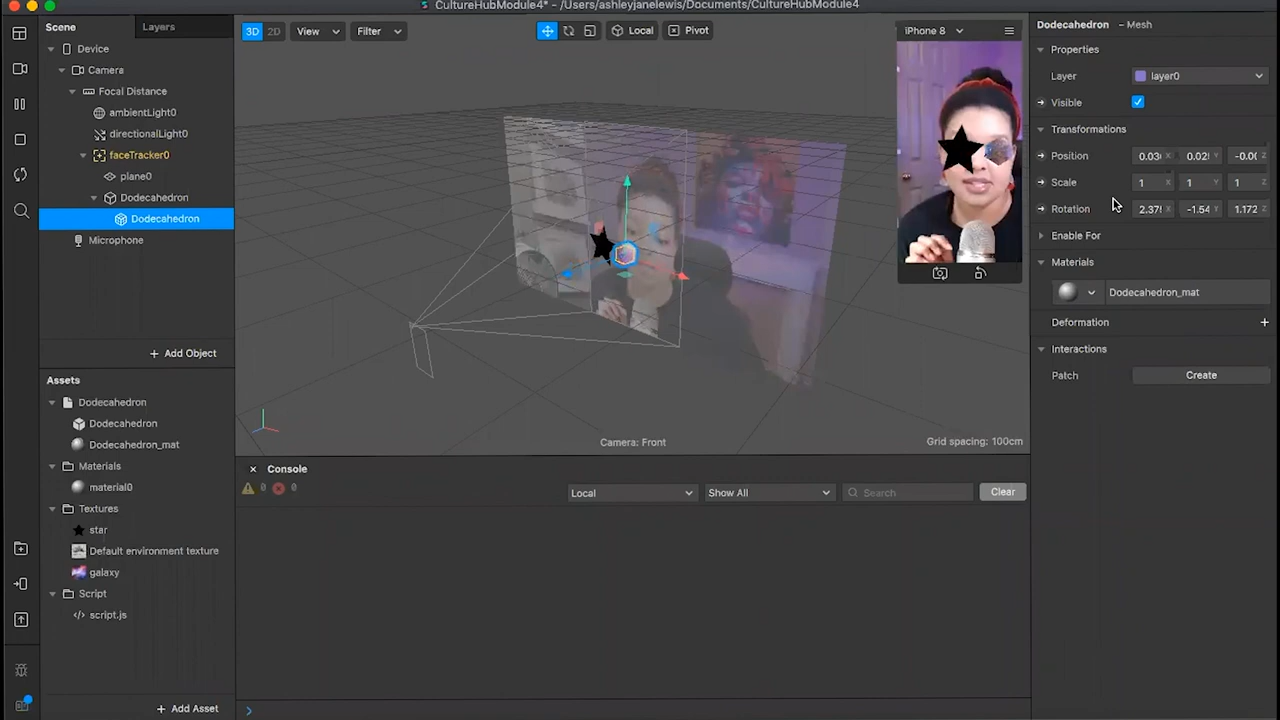 CultureHubModule4* - /Users/ashleyjanelewis/Documents/CultureHubModule4
Scene
Layers
Device
Camera
Focal Distance
ambientLight0
directionalLight0
faceTracker0
plane0
Dodecahedron
Dodecahedron
Microphone
Add Object
Assets
Dodecahedron
Dodecahedron
Dodecahedron_mat
Materials
material0
Textures
star
Default environment texture
galaxy
Script
script.js
Add Asset
3D 2D View Filter Local Pivot
iPhone 8
Camera: Front
Grid spacing: 100cm
Console
0 0 Local Show All Search Clear
Dodecahedron – Mesh
Properties
Layer layer0
Visible
Transformations
Position X Y Z
Scale 1 X 1 Y 1 Z
Rotation X -1.54 Y 1.172 Z
Enable For
Materials
Dodecahedron_mat
Deformation
Interactions
Patch Create